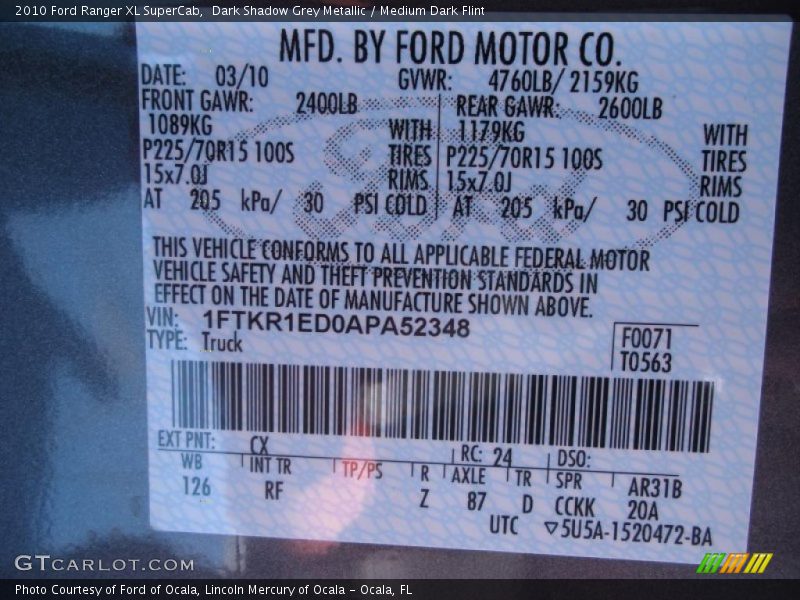 2010 Ford Ranger XL SuperCab, Dark Shadow Grey Metallic / Medium Dark Flint
MFD. BY FORD MOTOR CO.
DATE: 03/10 GVWR: 4760LB/ 2159KG
FRONT GAWR: 2400LB REAR GAWR: 2600LB
1089KG WITH 1179KG WITH
P225/70R15 100S TIRES P225/70R15 100S TIRES
15x7.0J RIMS 15x7.0J RIMS
AT 205 kPa/ 30 PSI COLD AT 205 kPa/ 30 PSI COLD
THIS VEHICLE CONFORMS TO ALL APPLICABLE FEDERAL MOTOR
VEHICLE SAFETY AND THEFT PREVENTION STANDARDS IN
EFFECT ON THE DATE OF MANUFACTURE SHOWN ABOVE.
VIN: 1FTKR1ED0APA52348
TYPE: Truck
F0071
T0563
EXT PNT: CX RC: 24 DSO:
WB INT TR TP/PS R AXLE TR SPR AR31B
126 RF Z 87 D CCKK 20A
UTC ▽5U5A-1520472-BA
GTCARLOT.COM
Photo Courtesy of Ford of Ocala, Lincoln Mercury of Ocala – Ocala, FL